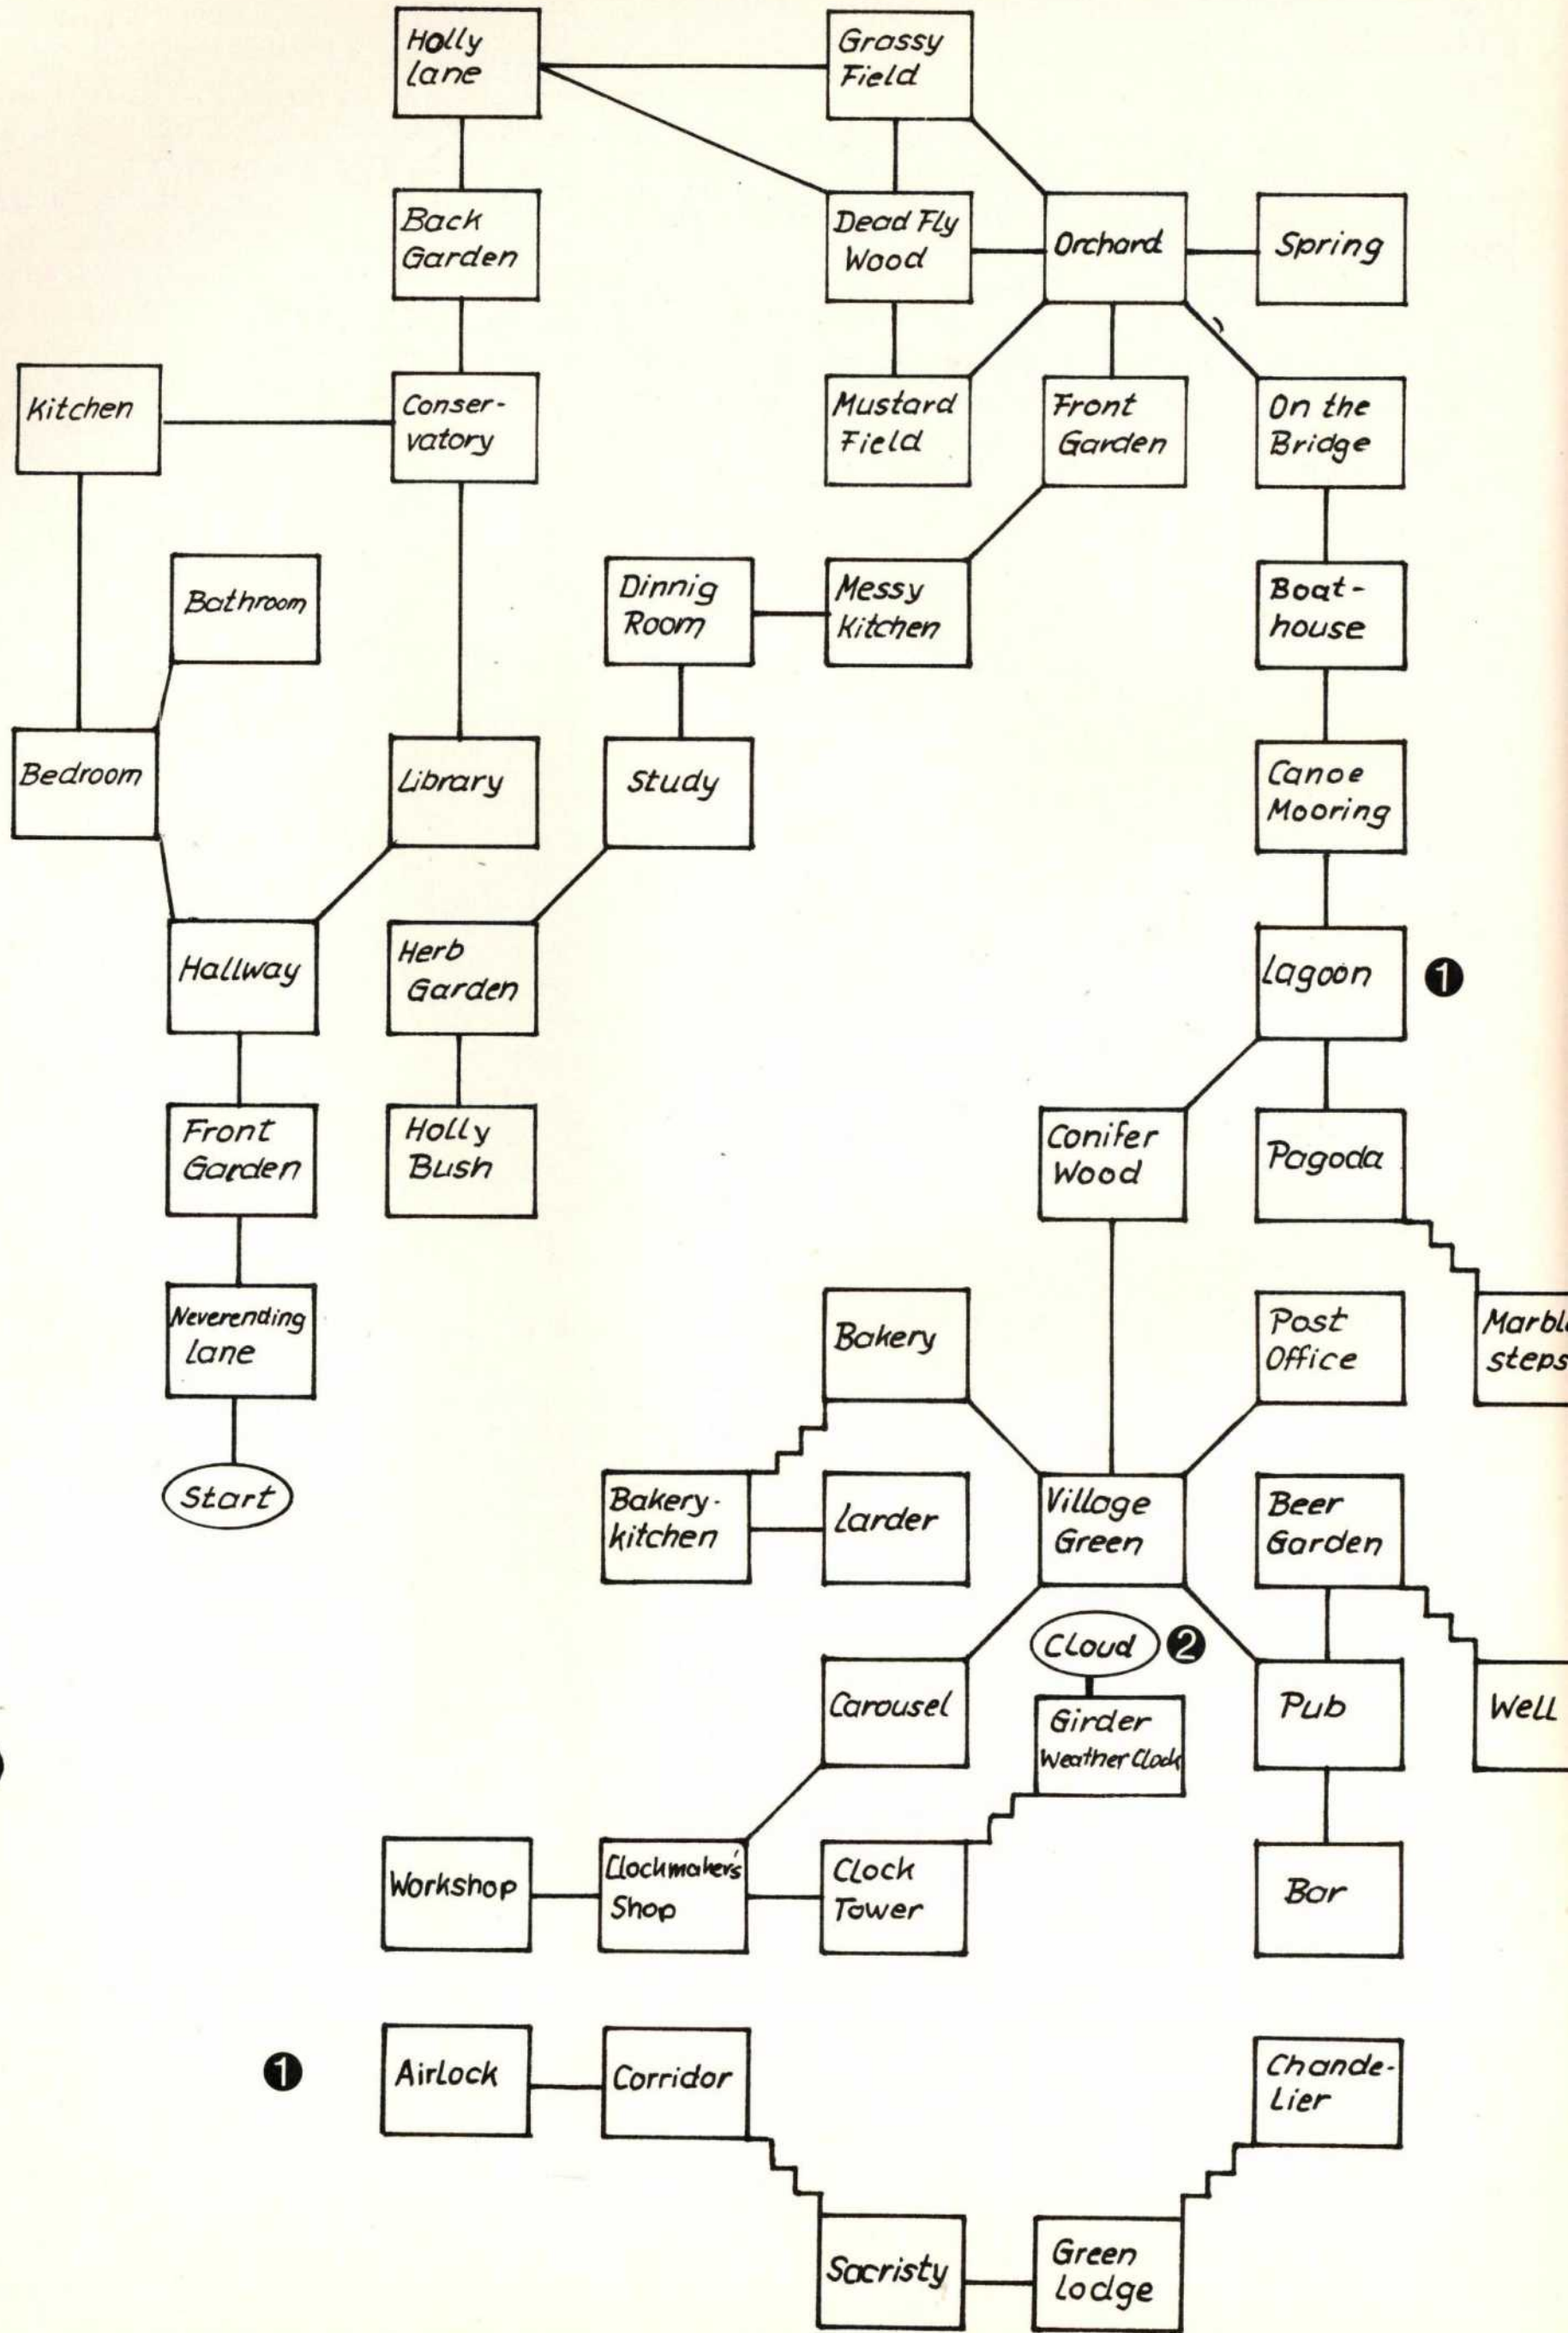 Holly
Lane
Grassy
Field
Back
Garden
Dead Fly
Wood
Orchard
Spring
Kitchen
Conser-
vatory
Mustard
Field
Front
Garden
On the
Bridge
Bathroom
Dinnig
Room
Messy
Kitchen
Boat-
house
Bedroom
Library
Study
Canoe
Mooring
Hallway
Herb
Garden
Lagoon
1
Front
Garden
Holly
Bush
Conifer
Wood
Pagoda
Neverending
Lane
Bakery
Post
Office
Marble
steps
Start
Bakery-
kitchen
Larder
Village
Green
Beer
Garden
Cloud
2
Carousel
Girder
Weather Clock
Pub
Well
Workshop
Clockmaker's
Shop
Clock
Tower
Bar
1
AirLock
Corridor
Chande-
Lier
Sacristy
Green
Lodge